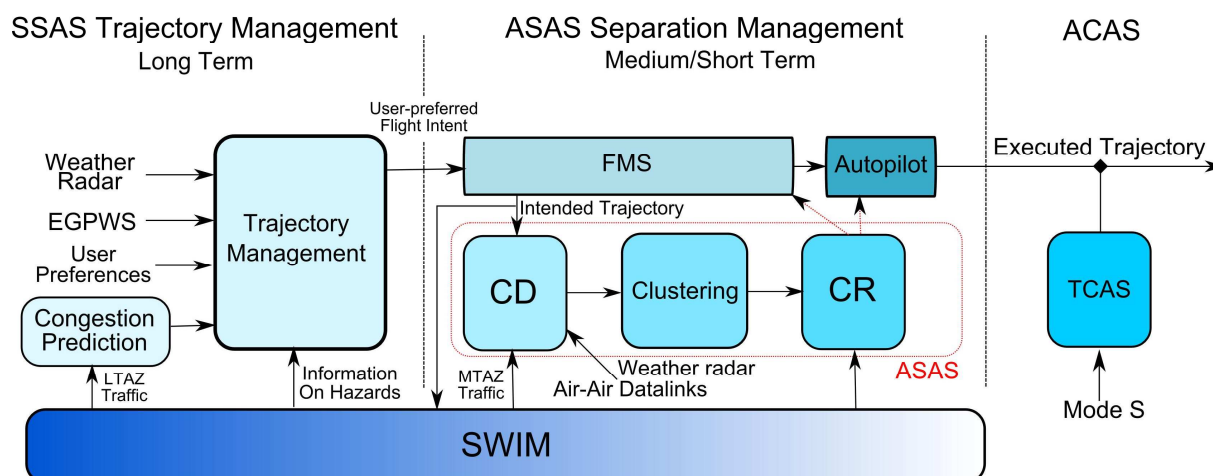 SSAS Trajectory Management
Long Term
ASAS Separation Management
Medium/Short Term
ACAS
User-preferred
Flight Intent
Weather
Radar
EGPWS
User
Preferences
Congestion
Prediction
Trajectory
Management
FMS
Autopilot
Executed Trajectory
Intended Trajectory
CD
Clustering
CR
TCAS
LTAZ
Traffic
Information
On Hazards
MTAZ
Traffic
Weather radar
Air-Air Datalinks
ASAS
Mode S
SWIM